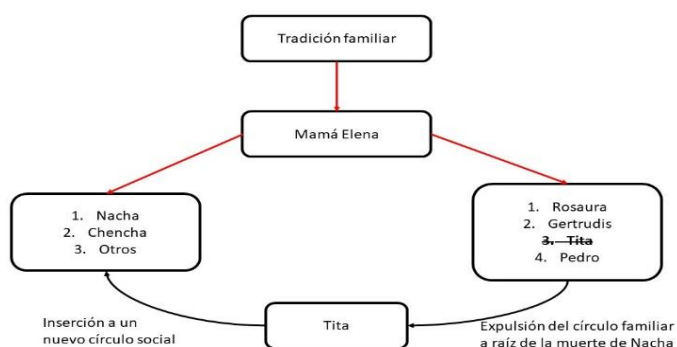 Tradición familiar
Mamá Elena
1. Nacha
2. Chencha
3. Otros
1. Rosaura
2. Gertrudis
3. Tita
4. Pedro
Tita
Inserción a un
nuevo círculo social
Expulsión del círculo familiar
a raíz de la muerte de Nacha